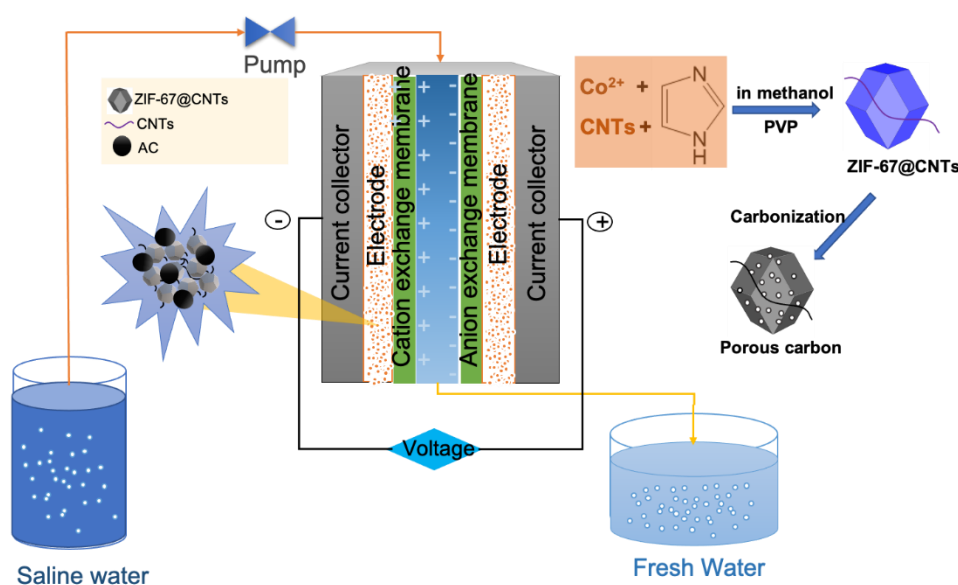 Pump
ZIF-67@CNTs
CNTs
AC
-
Current collector
Electrode
Cation exchange membrane
+ + + + + + + + + +
- - - - - - - - - -
Anion exchange membrane
Electrode
Current collector
+
Voltage
Saline water
Fresh Water
Co²⁺ +
CNTs +
N
N
H
in methanol
PVP
ZIF-67@CNTs
Carbonization
Porous carbon